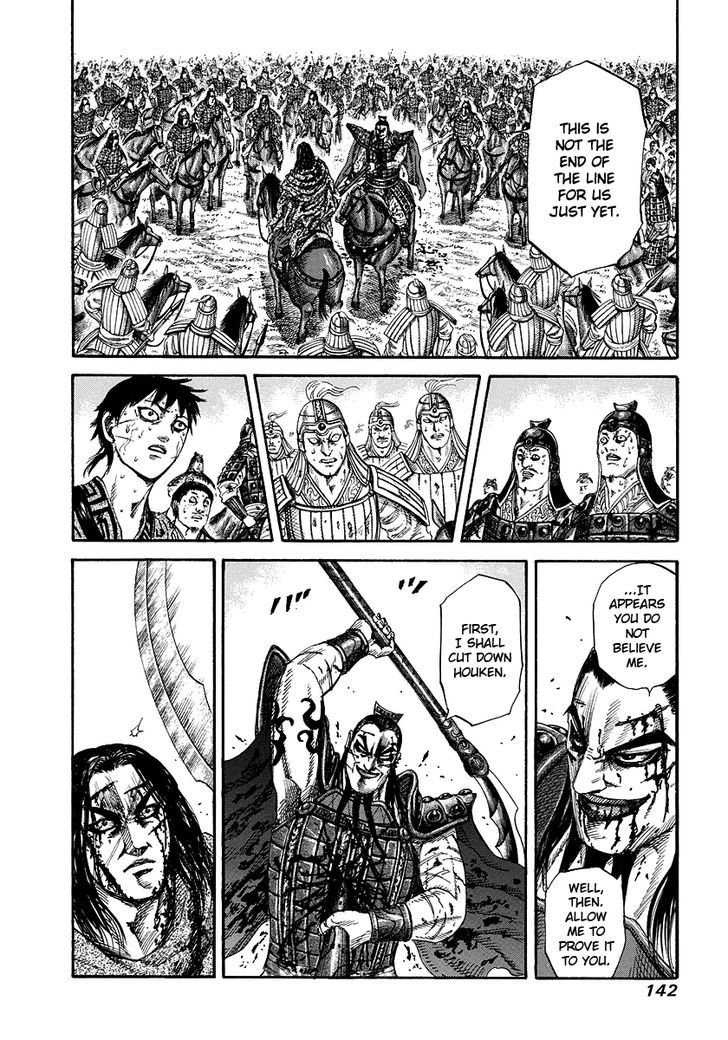 THIS IS
NOT THE
END OF
THE LINE
FOR US
JUST YET.
...IT
APPEARS
YOU DO
NOT
BELIEVE
ME.
WELL,
THEN.
ALLOW
ME TO
PROVE IT
TO YOU.
FIRST,
I SHALL
CUT DOWN
HOUKEN.
142